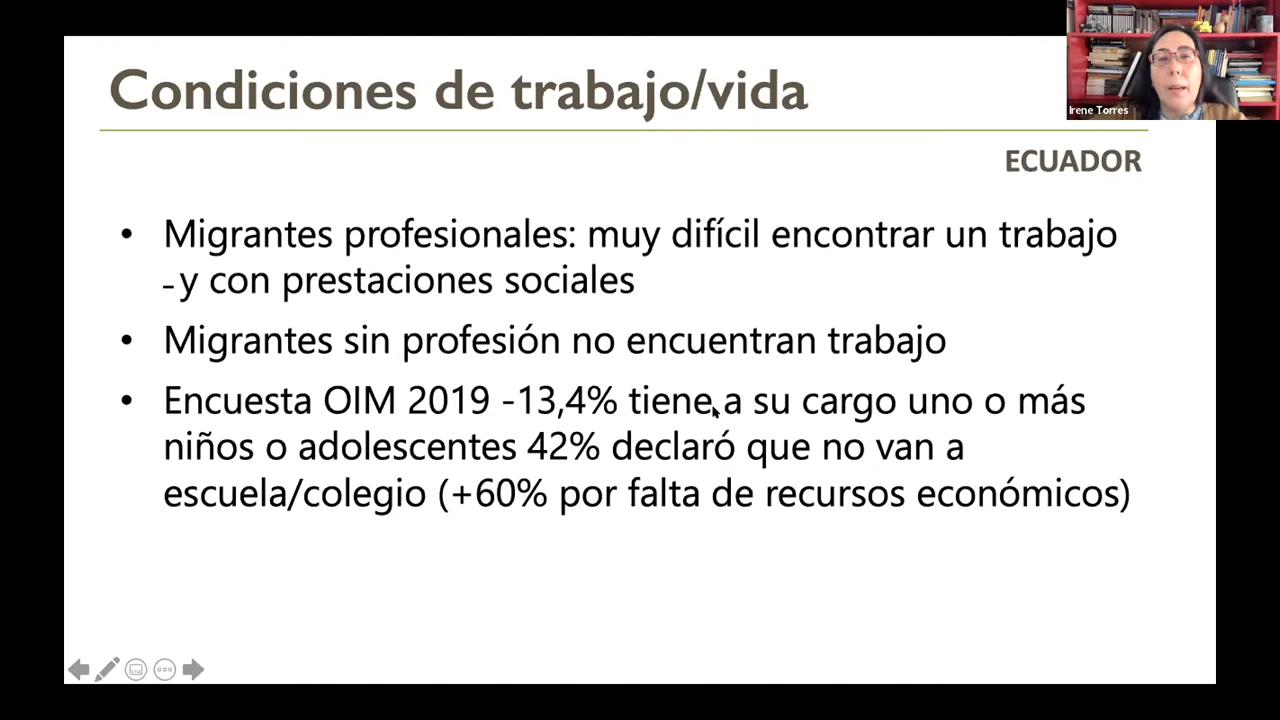 Condiciones de trabajo/vida
Irene Torres
ECUADOR
• Migrantes profesionales: muy difícil encontrar un trabajo
-y con prestaciones sociales
• Migrantes sin profesión no encuentran trabajo
• Encuesta OIM 2019 -13,4% tiene a su cargo uno o más
niños o adolescentes 42% declaró que no van a
escuela/colegio (+60% por falta de recursos económicos)